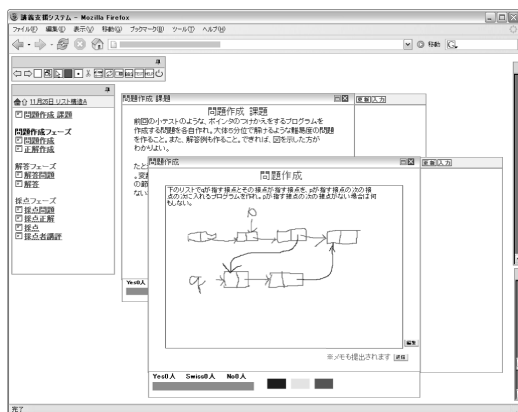 講義支援システム - Mozilla Firefox
ファイル(F) 編集(E) 表示(V) 移動(G) ブックマーク(B) ツール(T) ヘルプ(H)
移動
11月25日 リスト構造A
問題作成 課題
問題作成フェーズ
問題作成
正解作成
解答フェーズ
解答問題
解答
採点フェーズ
採点問題
採点正解
採点
採点者講評
問題作成 課題
更新 入力
問題作成 課題
前回の小テストのような、ポインタのつけかえをするプログラムを
作成する問題を各自作れ。大体5分位で解けるような難易度の問題
を作ること。また、解答例も作ること。できれば、図を示した方が
わかりよい。
たと
の節
ない
Yes0人
問題作成
更新 入力
問題作成
下のリストでqが指す接点とその接点が指す接点を、pが指す接点の次の接
点の次に入れるプログラムを作れ。pが指す接点の次の接点がない場合は何
もしない。
p
q
編集
※メモも提出されます 送信
Yes0人 Swiss0人 No0人
完了